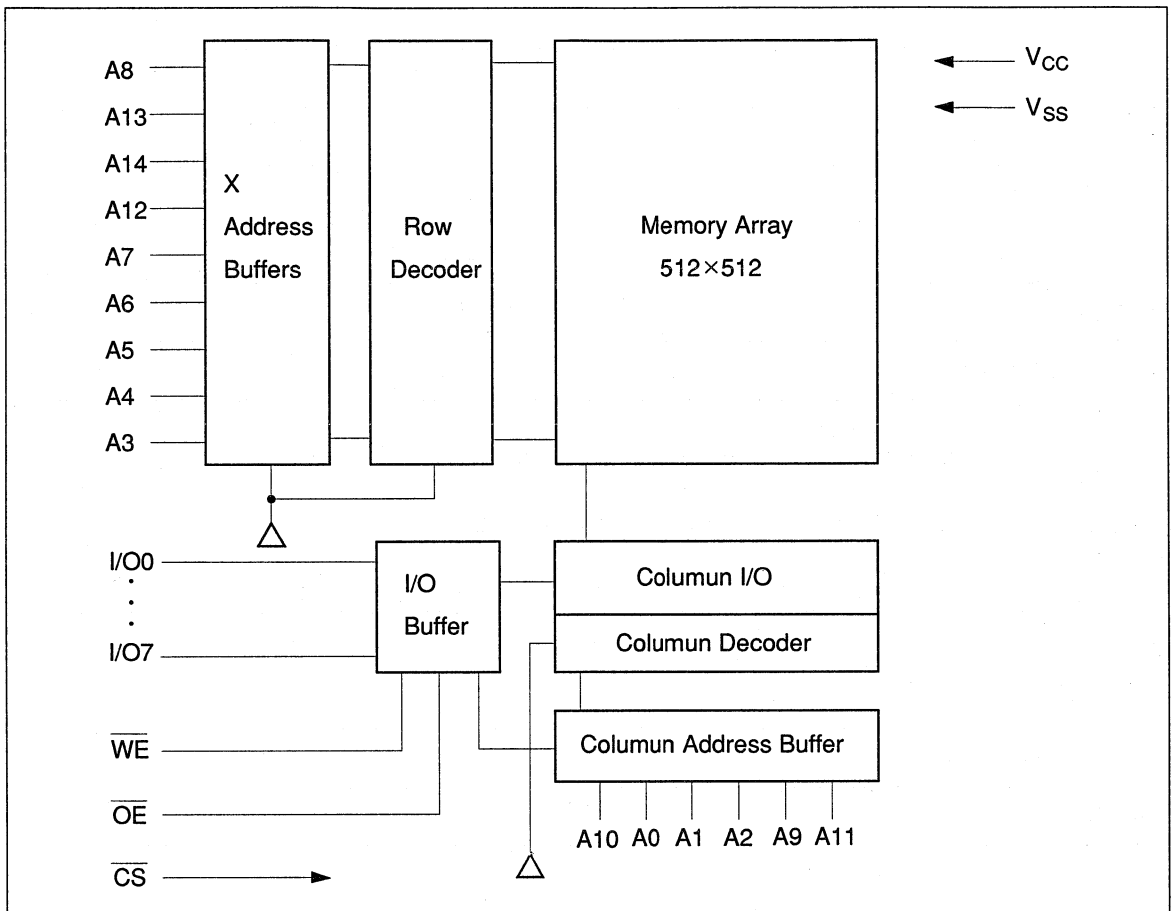 A8
A13
A14
A12
A7
A6
A5
A4
A3
X
Address
Buffers
Row
Decoder
Memory Array
512×512
VCC
VSS
I/O0
I/O7
I/O
Buffer
Columun I/O
Columun Decoder
Columun Address Buffer
A10 A0 A1 A2 A9 A11
WE
OE
CS